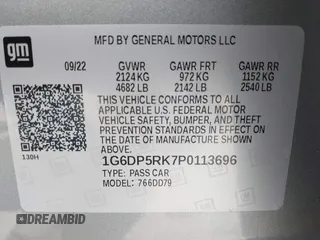 gm
MFD BY GENERAL MOTORS LLC
09/22 GVWR GAWR FRT GAWR RR
2124 KG 972 KG 1152 KG
4682 LB 2142 LB 2540 LB
THIS VEHICLE CONFORMS TO ALL
APPLICABLE U.S. FEDERAL MOTOR
VEHICLE SAFETY, BUMPER, AND THEFT
PREVENTION STANDARDS IN EFFECT ON
THE DATE OF MANUFACTURE SHOWN ABOVE.
130H
1G6DP5RK7P0113696
TYPE: PASS CAR
MODEL: 766DD79
DREAMBID